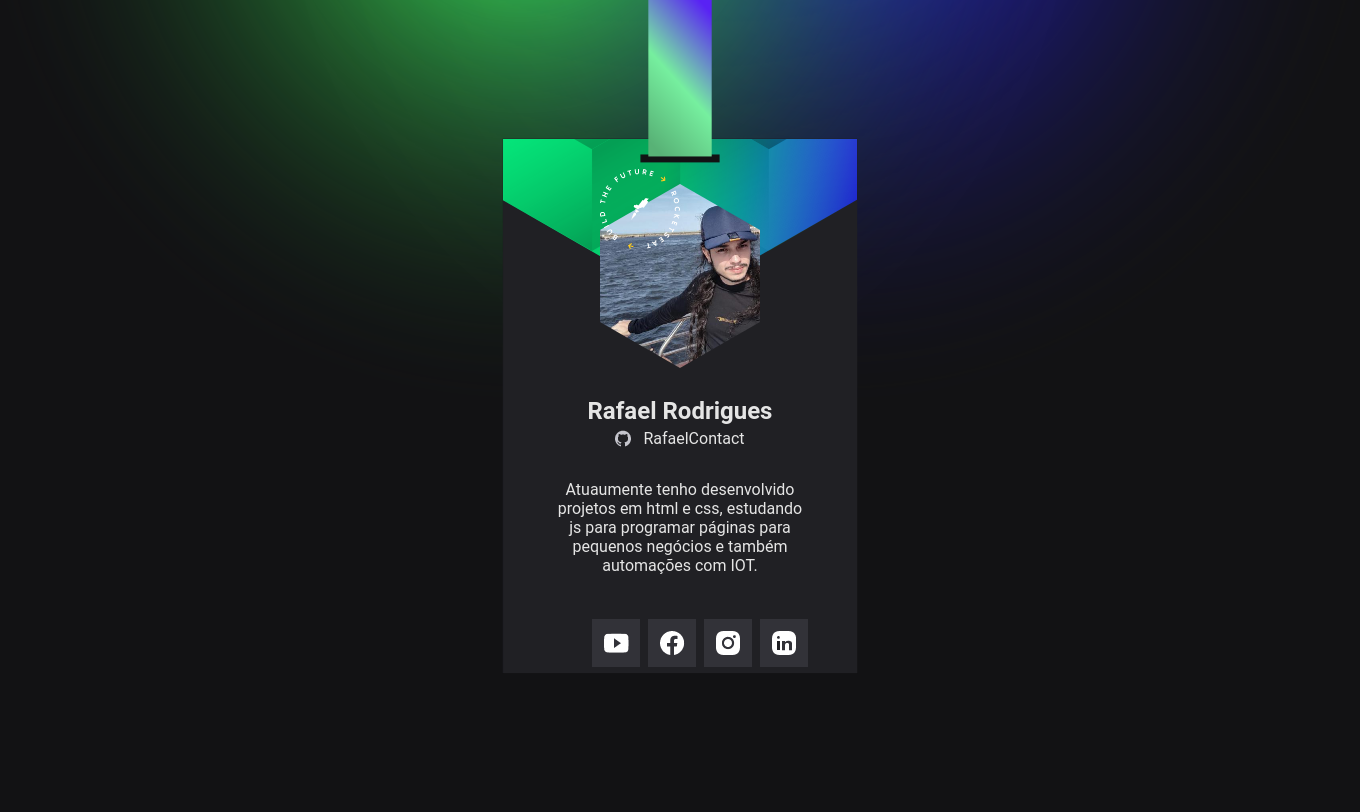 BUILD THE FUTURE
ROCKETSEAT
Rafael Rodrigues
RafaelContact
Atuaumente tenho desenvolvido
projetos em html e css, estudando
js para programar páginas para
pequenos negócios e também
automações com IOT.